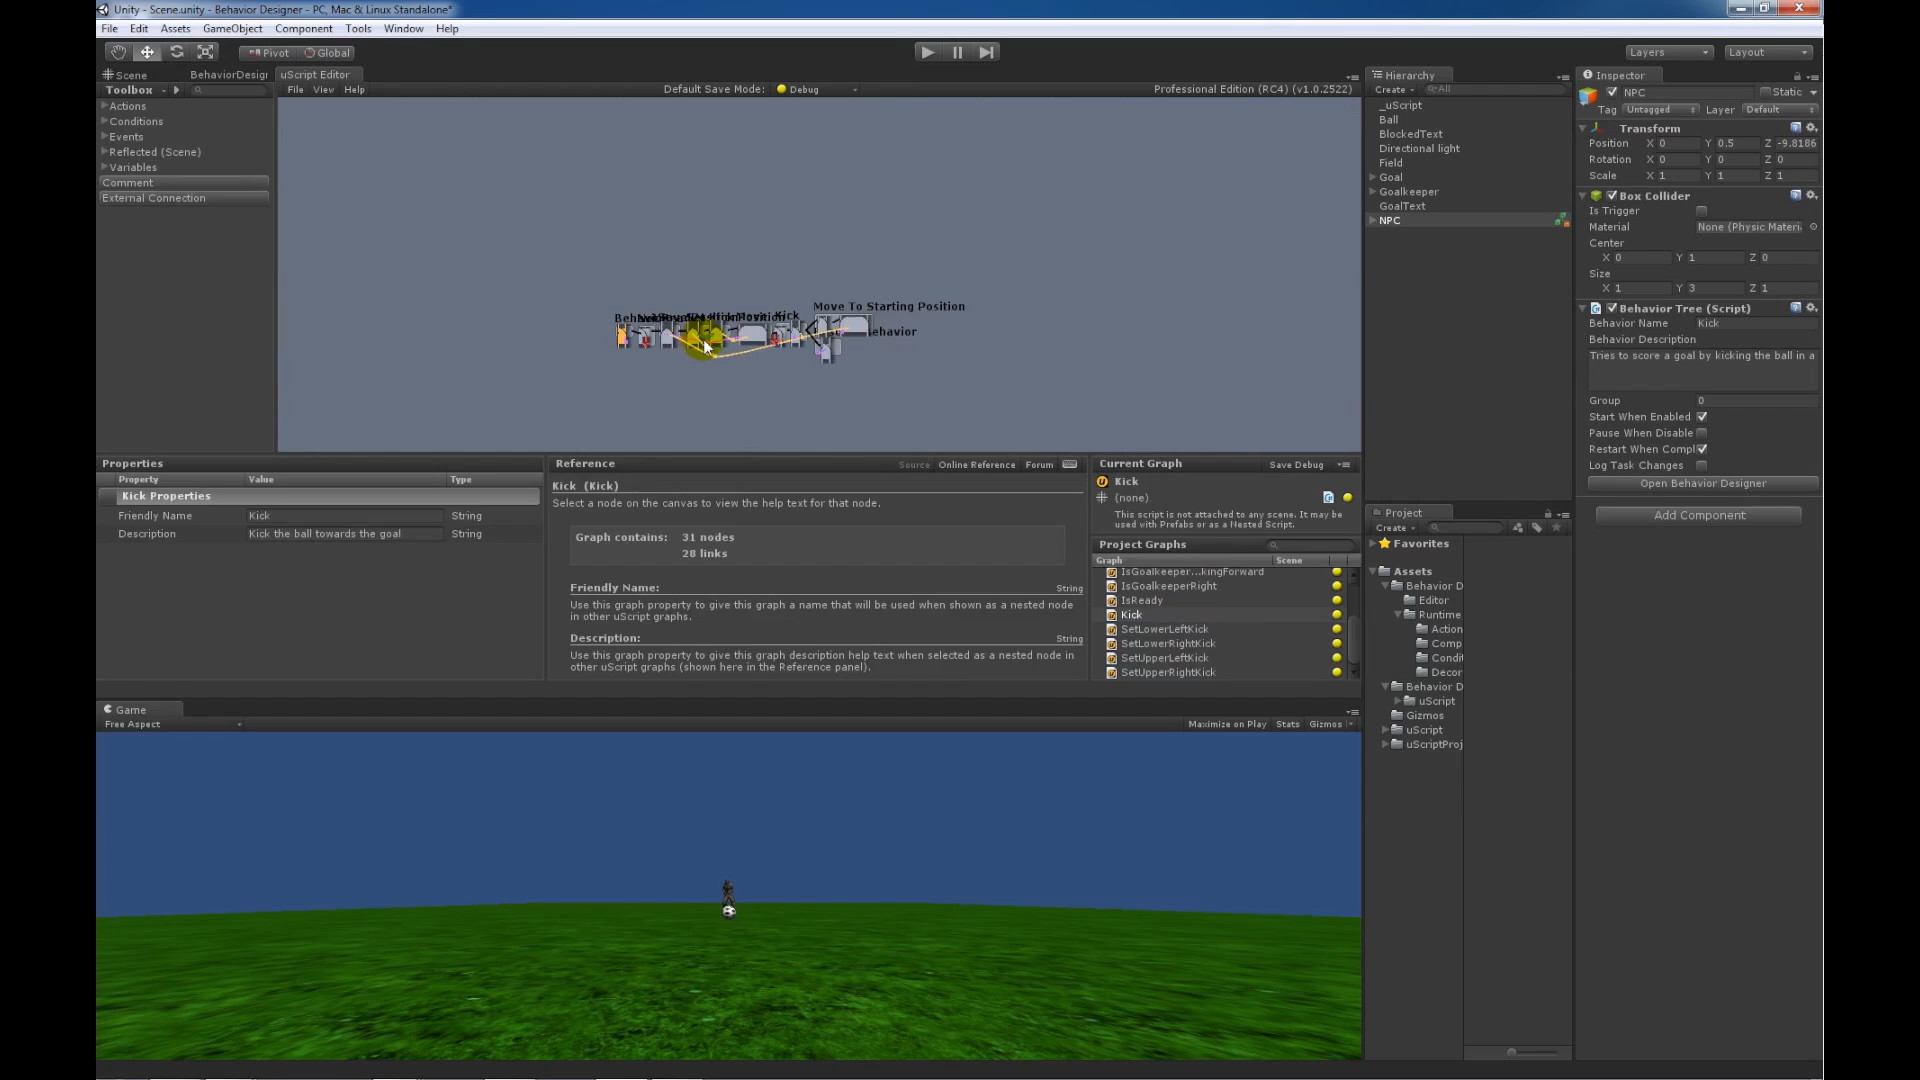 Unity - Scene.unity - Behavior Designer - PC, Mac & Linux Standalone*
File Edit Assets GameObject Component Tools Window Help
Pivot Global
Layers Layout
Scene BehaviorDesign uScript Editor
Toolbox
File View Help
Default Save Mode: Debug
Professional Edition (RC4) (v1.0.2522)
Actions
Conditions
Events
Reflected (Scene)
Variables
Comment
External Connection
Move To Starting Position
Kick
Hierarchy
Create All
_uScript
Ball
BlockedText
Directional light
Field
Goal
Goalkeeper
GoalText
NPC
Inspector
NPC Static
Tag Untagged Layer Default
Transform
Position X 0 Y 0.5 Z -9.8186
Rotation X 0 Y 0 Z 0
Scale X 1 Y 1 Z 1
Box Collider
Is Trigger
Material None (Physic Materi
Center
X 0 Y 1 Z 0
Size
X 1 Y 3 Z 1
Behavior Tree (Script)
Behavior Name Kick
Behavior Description
Tries to score a goal by kicking the ball in a
Group 0
Start When Enabled
Pause When Disable
Restart When Compl
Log Task Changes
Open Behavior Designer
Add Component
Properties
Property Value Type
Kick Properties
Friendly Name Kick String
Description Kick the ball towards the goal String
Reference Source Online Reference Forum
Kick (Kick)
Select a node on the canvas to view the help text for that node.
Graph contains: 31 nodes
28 links
Friendly Name: String
Use this graph property to give this graph a name that will be used when shown as a nested node
in other uScript graphs.
Description: String
Use this graph property to give this graph description help text when selected as a nested node in
other uScript graphs (shown here in the Reference panel).
Current Graph Save Debug
Kick
(none)
This script is not attached to any scene. It may be
used with Prefabs or as a Nested Script.
Project Graphs
Graph Scene
IsGoalkeeper...kingForward
IsGoalkeeperRight
IsReady
Kick
SetLowerLeftKick
SetLowerRightKick
SetUpperLeftKick
SetUpperRightKick
Project
Create
Favorites
Assets
Behavior D
Editor
Runtime
Action
Comp
Condit
Decor
Behavior D
uScript
Gizmos
uScript
uScriptProj
Game
Free Aspect Maximize on Play Stats Gizmos